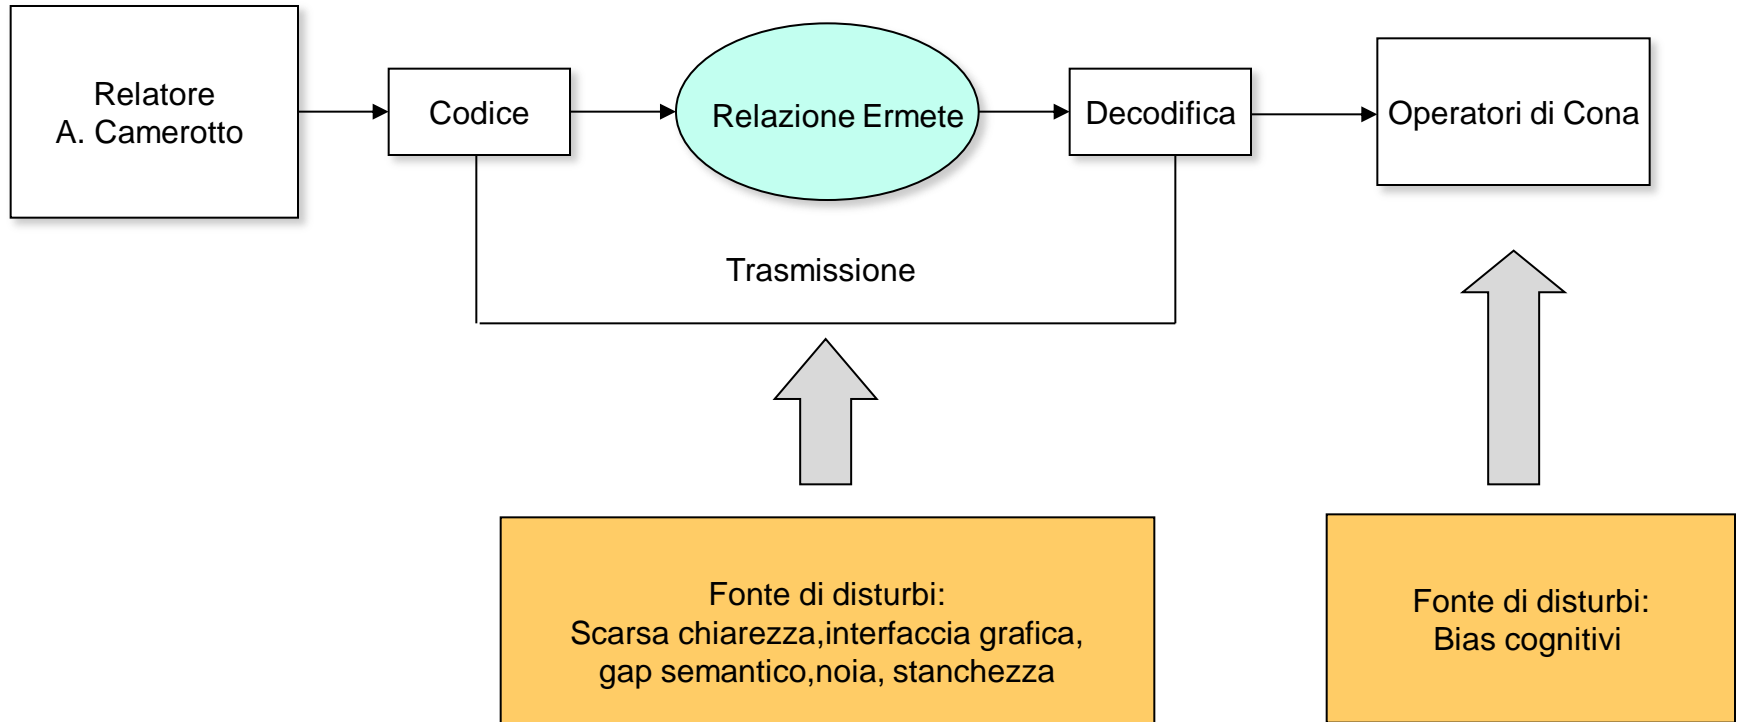 Relatore
A. Camerotto
Codice
Relazione Ermete
Decodifica
Operatori di Cona
Trasmissione
Fonte di disturbi:
Scarsa chiarezza,interfaccia grafica,
gap semantico,noia, stanchezza
Fonte di disturbi:
Bias cognitivi